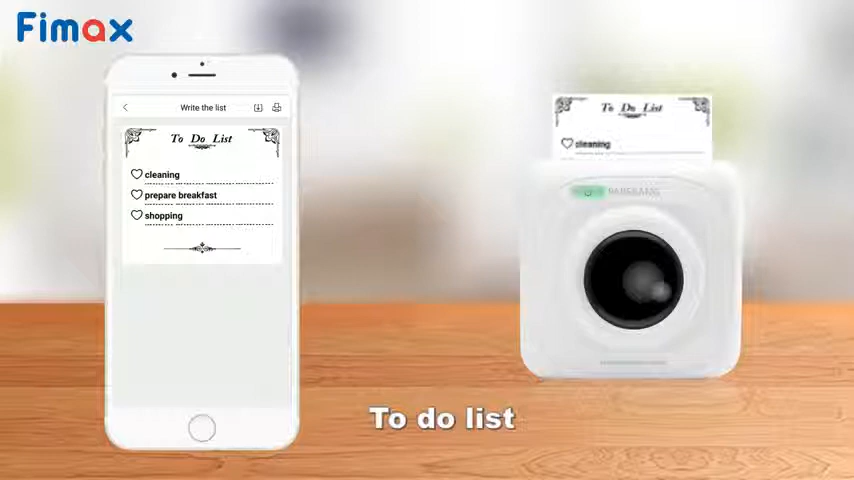 Fimax
Write the list
To Do List
cleaning
prepare breakfast
shopping
To Do List
cleaning
To do list